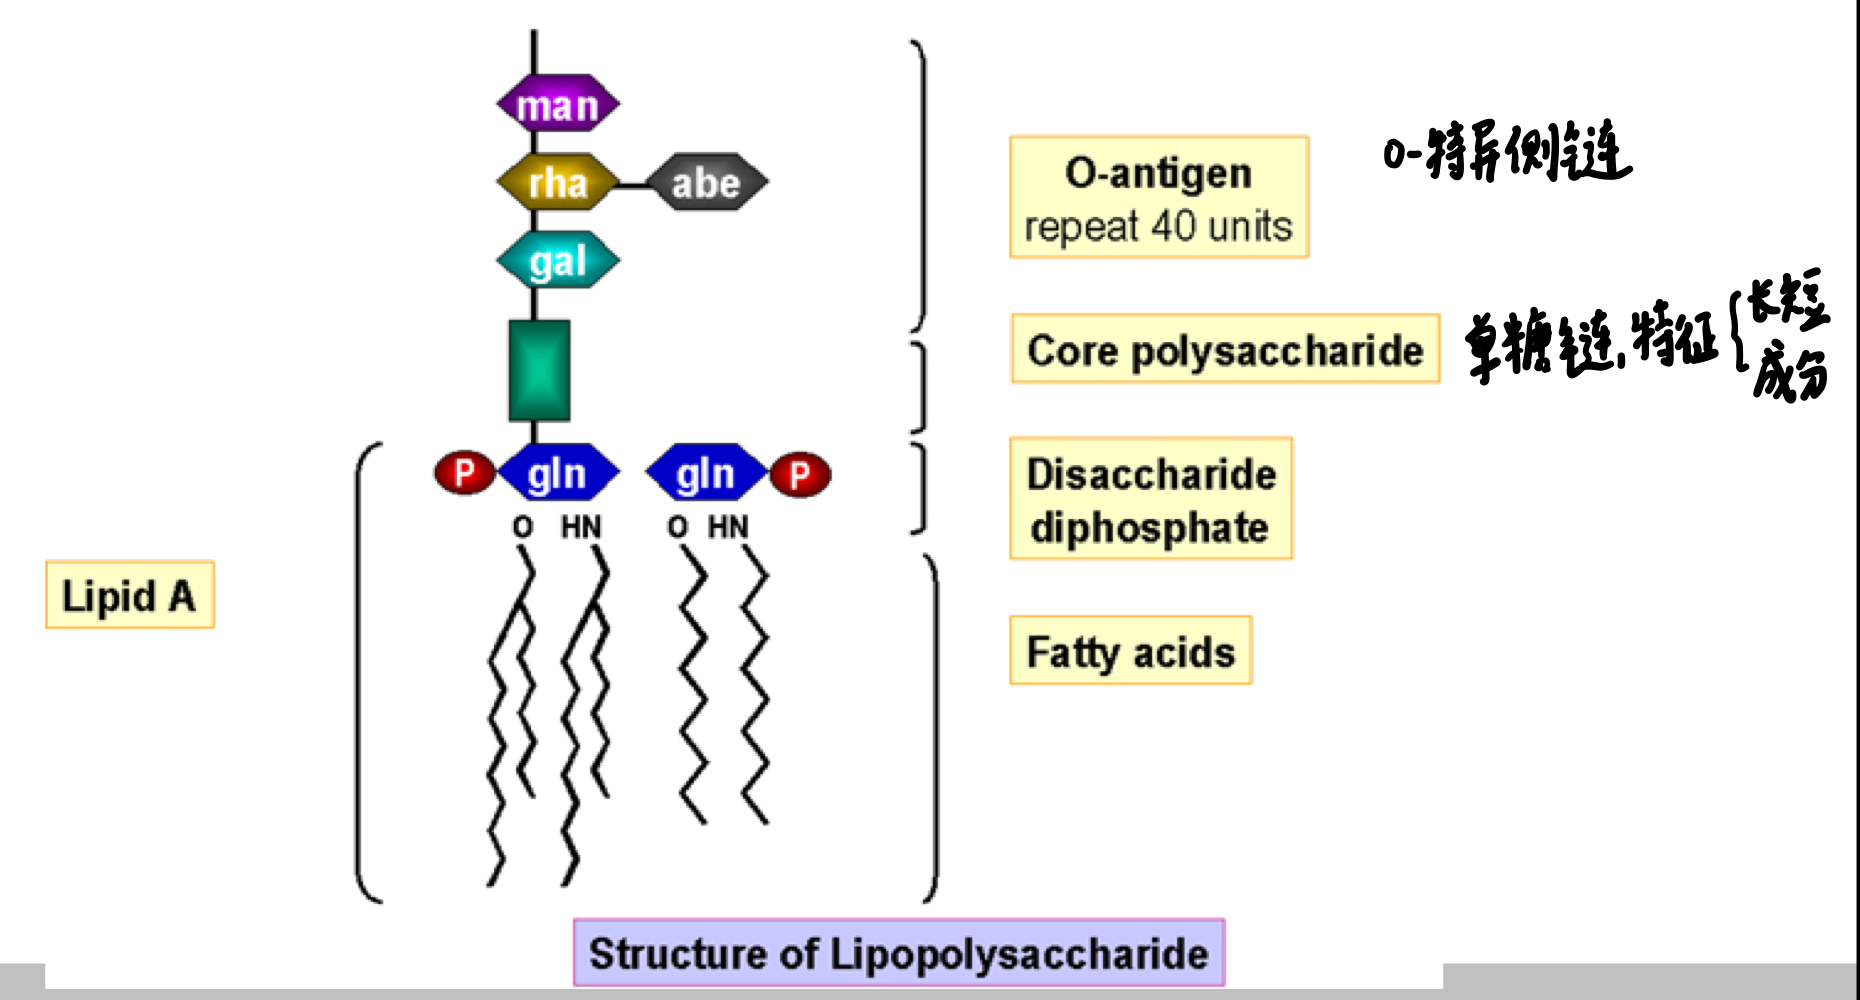 man
rha
abe
gal
O-antigen
repeat 40 units
O-特异侧链
Core polysaccharide
单糖链,特征
长短
成分
P
gln
gln
P
O HN
O HN
Disaccharide
diphosphate
Lipid A
Fatty acids
Structure of Lipopolysaccharide